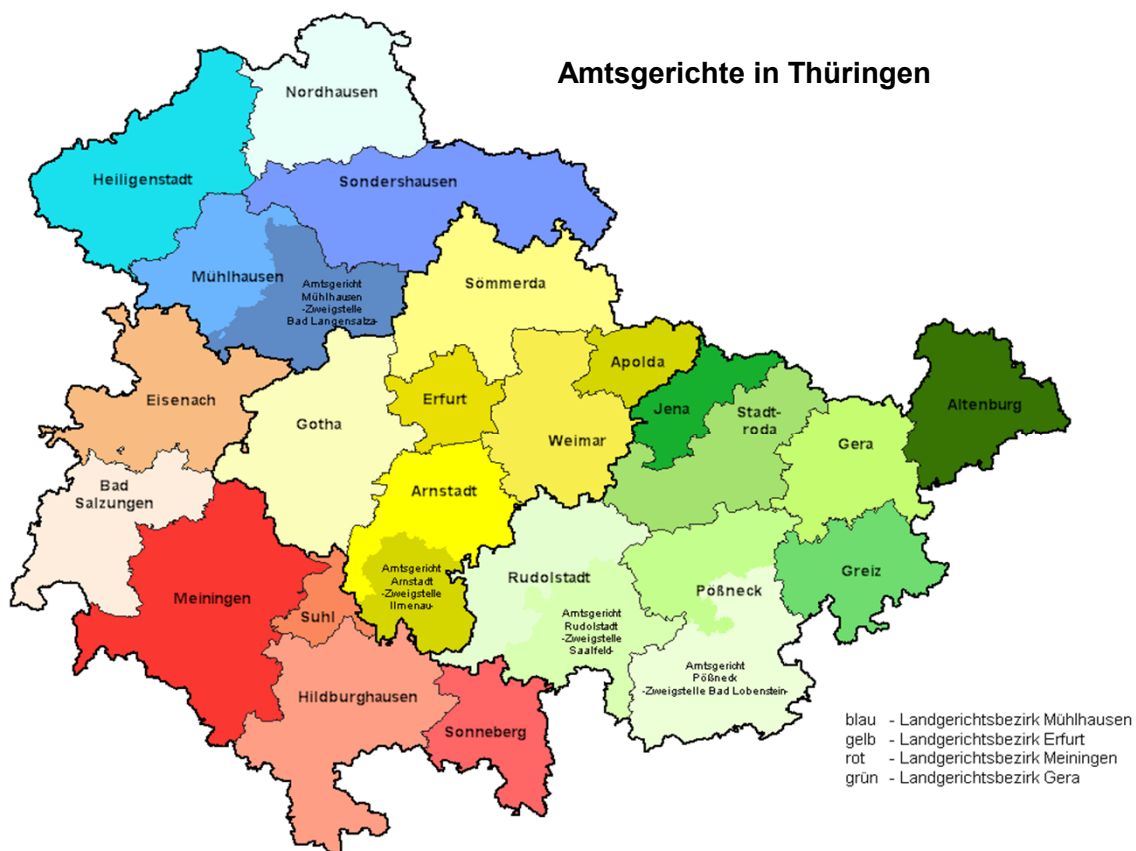 Amtsgerichte in Thüringen
Nordhausen
Heiligenstadt
Sondershausen
Mühlhausen
Amtsgericht
Mühlhausen
-Zweigstelle
Bad Langensalza-
Sömmerda
Apolda
Eisenach
Gotha
Erfurt
Weimar
Jena
Stadt-
roda
Gera
Altenburg
Bad
Salzungen
Arnstadt
Meiningen
Suhl
Amtsgericht
Arnstadt
-Zweigstelle
Ilmenau-
Rudolstadt
Amtsgericht
Rudolstadt
-Zweigstelle
Saalfeld-
Pößneck
Greiz
Amtsgericht
Pößneck
-Zweigstelle Bad Lobenstein-
Hildburghausen
Sonneberg
blau - Landgerichtsbezirk Mühlhausen
gelb - Landgerichtsbezirk Erfurt
rot - Landgerichtsbezirk Meiningen
grün - Landgerichtsbezirk Gera